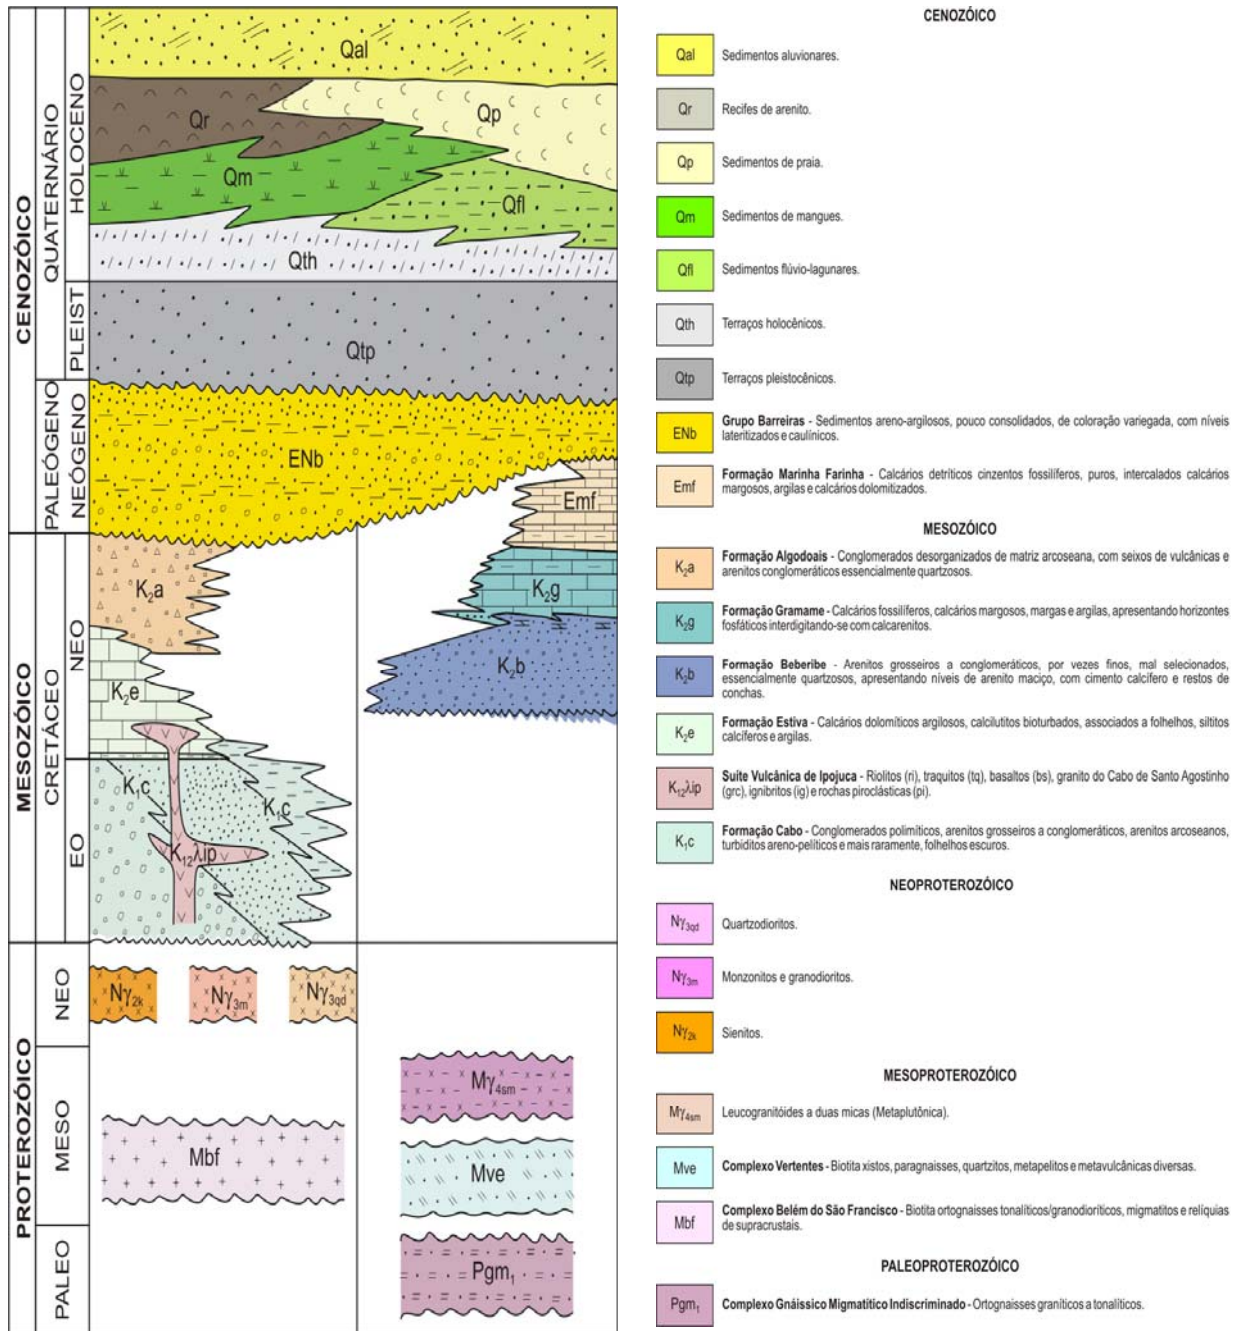 CENOZÓICO
QUATERNÁRIO
HOLOCENO
PLEIST
PALEÓGENO
NEÓGENO
MESOZÓICO
CRETÁCEO
NEO
EO
PROTEROZÓICO
NEO
MESO
PALEO
Qal
Qr
Qp
Qm
Qfl
Qth
Qtp
ENb
Emf
K₂a
K₂g
K₂b
K₂e
K₁c
K₁c
K₁₂λip
Nγ₂ₖ
Nγ₃ₘ
Nγ3qd
Mγ4sm
Mbf
Mve
Pgm₁
CENOZÓICO
Qal Sedimentos aluvionares.
Qr Recifes de arenito.
Qp Sedimentos de praia.
Qm Sedimentos de mangues.
Qfl Sedimentos flúvio-lagunares.
Qth Terraços holocênicos.
Qtp Terraços pleistocênicos.
ENb Grupo Barreiras - Sedimentos areno-argilosos, pouco consolidados, de coloração variegada, com níveis
lateritizados e caulínicos.
Emf Formação Marinha Farinha - Calcários detríticos cinzentos fossilíferos, puros, intercalados calcários
margosos, argilas e calcários dolomitizados.
MESOZÓICO
K₂a Formação Algodoais - Conglomerados desorganizados de matriz arcoseana, com seixos de vulcânicas e
arenitos conglomeráticos essencialmente quartzosos.
K₂g Formação Gramame - Calcários fossilíferos, calcários margosos, margas e argilas, apresentando horizontes
fosfáticos interdigitando-se com calcarenitos.
K₂b Formação Beberibe - Arenitos grosseiros a conglomeráticos, por vezes finos, mal selecionados,
essencialmente quartzosos, apresentando níveis de arenito maciço, com cimento calcífero e restos de
conchas.
K₂e Formação Estiva - Calcários dolomíticos argilosos, calcilutitos bioturbados, associados a folhelhos, siltitos
calcíferos e argilas.
K₁₂λip Suíte Vulcânica de Ipojuca - Riolitos (ri), traquitos (tq), basaltos (bs), granito do Cabo de Santo Agostinho
(grc), ignibritos (ig) e rochas piroclásticas (pi).
K₁c Formação Cabo - Conglomerados polimíticos, arenitos grosseiros a conglomeráticos, arenitos arcoseanos,
turbiditos areno-pelíticos e mais raramente, folhelhos escuros.
NEOPROTEROZÓICO
Nγ3qd Quartzodioritos.
Nγ₃ₘ Monzonitos e granodioritos.
Nγ₂ₖ Sienitos.
MESOPROTEROZÓICO
Mγ4sm Leucogranitóides a duas micas (Metaplutônica).
Mve Complexo Vertentes - Biotita xistos, paragnaisses, quartzitos, metapelitos e metavulcânicas diversas.
Mbf Complexo Belém do São Francisco - Biotita ortognaisses tonalíticos/granodioríticos, migmatitos e relíquias
de supracrustais.
PALEOPROTEROZÓICO
Pgm₁ Complexo Gnáissico Migmatítico Indiscriminado - Ortognaisses graníticos a tonalíticos.